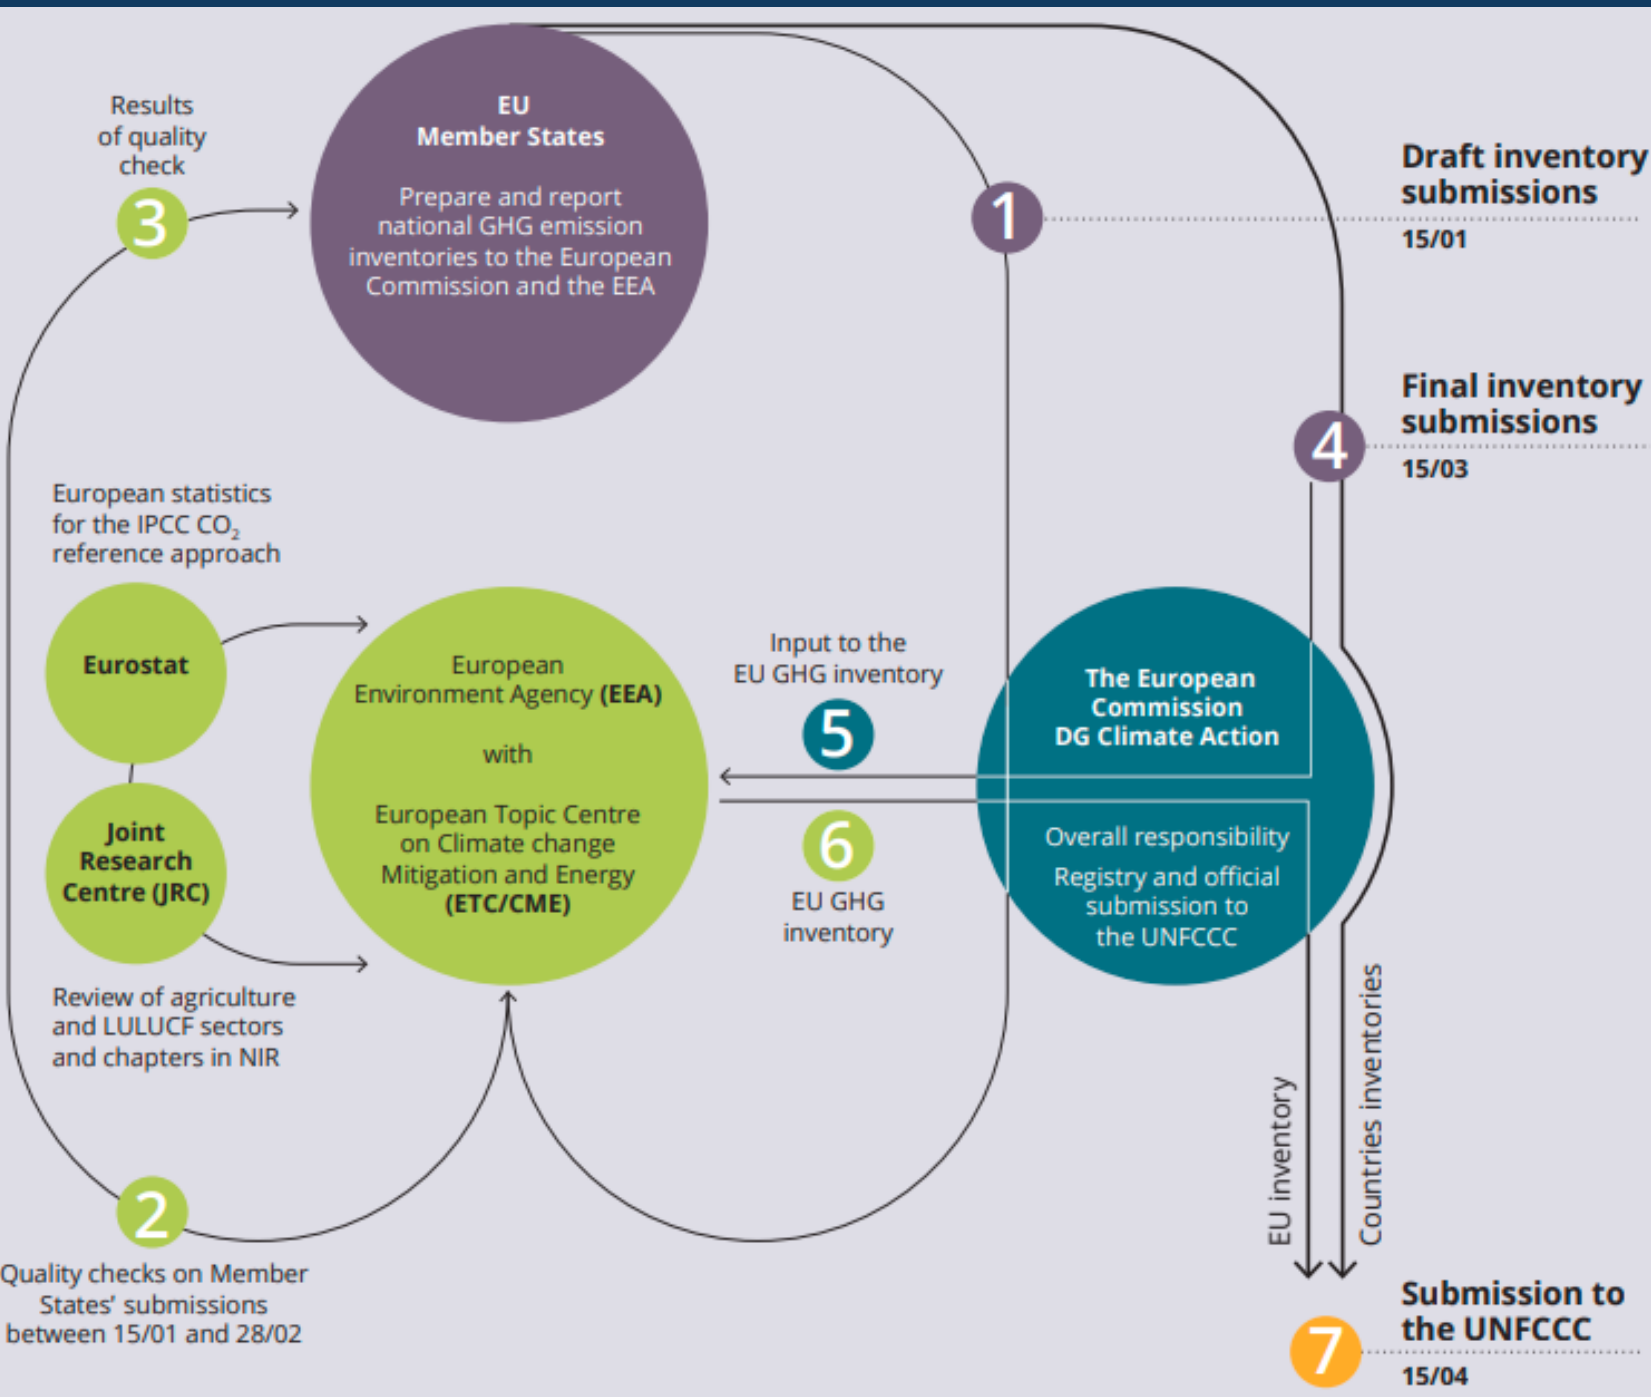 EU
Member States
Prepare and report
national GHG emission
inventories to the European
Commission and the EEA
Results
of quality
check
3
1
Draft inventory
submissions
15/01
4
Final inventory
submissions
15/03
European statistics
for the IPCC CO₂
reference approach
Eurostat
Joint
Research
Centre (JRC)
Review of agriculture
and LULUCF sectors
and chapters in NIR
European
Environment Agency (EEA)
with
European Topic Centre
on Climate change
Mitigation and Energy
(ETC/CME)
Input to the
EU GHG inventory
5
6
EU GHG
inventory
The European
Commission
DG Climate Action
Overall responsibility
Registry and official
submission to
the UNFCCC
EU inventory
Countries inventories
2
Quality checks on Member
States’ submissions
between 15/01 and 28/02
7
Submission to
the UNFCCC
15/04